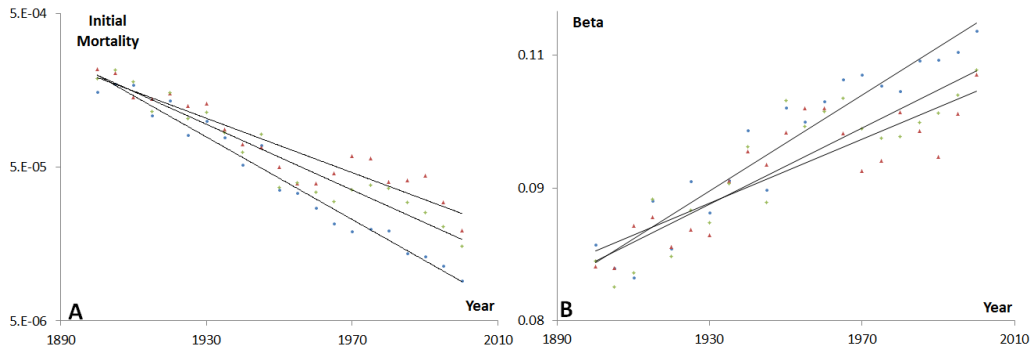 5.E-04
Initial
Mortality
5.E-05
A
Year
5.E-06
1890
1930
1970
2010
Beta
0.11
0.09
B
Year
0.08
1890
1930
1970
2010